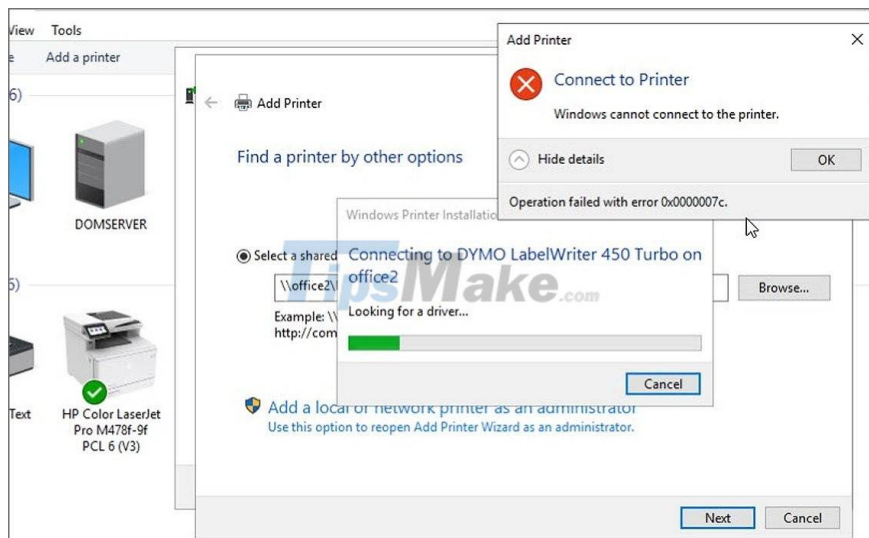 View Tools
Add a printer
DOMSERVER
HP Color LaserJet
Pro M478f-9f
PCL 6 (V3)
Text
Add Printer
Find a printer by other options
Select a shared
\\office2\
Browse...
Example: \\
http://com
Add a local or network printer as an administrator
Use this option to reopen Add Printer Wizard as an administrator.
Next
Cancel
Windows Printer Installation
Connecting to DYMO LabelWriter 450 Turbo on
office2
Looking for a driver...
Cancel
Add Printer
Connect to Printer
Windows cannot connect to the printer.
Hide details
OK
Operation failed with error 0x0000007c.
TipsMake.com